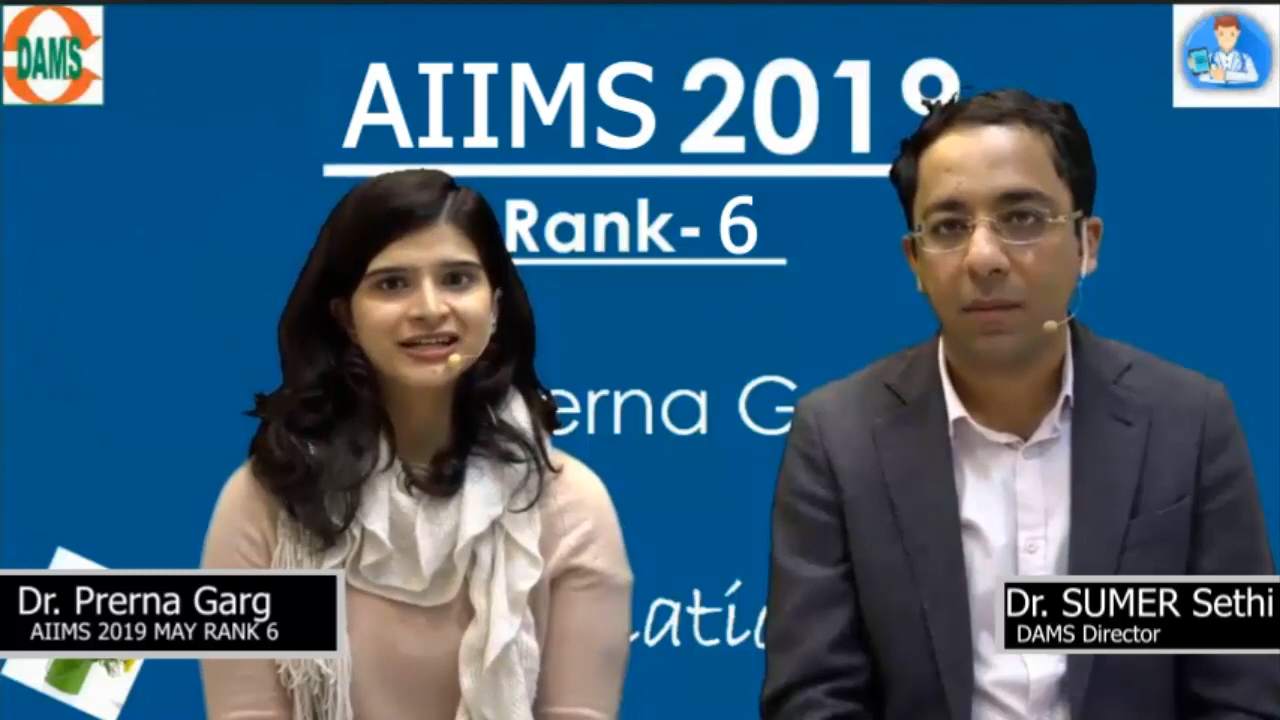 DAMS
AIIMS 2019
Rank- 6
erna G
atio
Dr. Prerna Garg
AIIMS 2019 MAY RANK 6
Dr. SUMER Sethi
DAMS Director